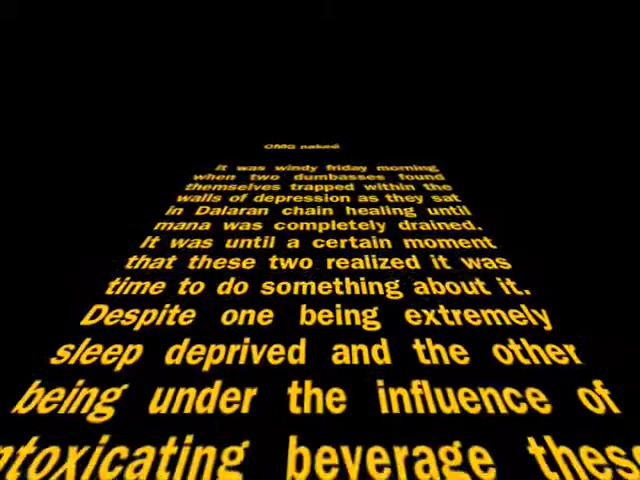 OMG naked
It was windy friday morning
when two dumbasses found
themselves trapped within the
walls of depression as they sat
in Dalaran chain healing until
mana was completely drained.
It was until a certain moment
that these two realized it was
time to do something about it.
Despite one being extremely
sleep deprived and the other
being under the influence of
ntoxicating beverage these